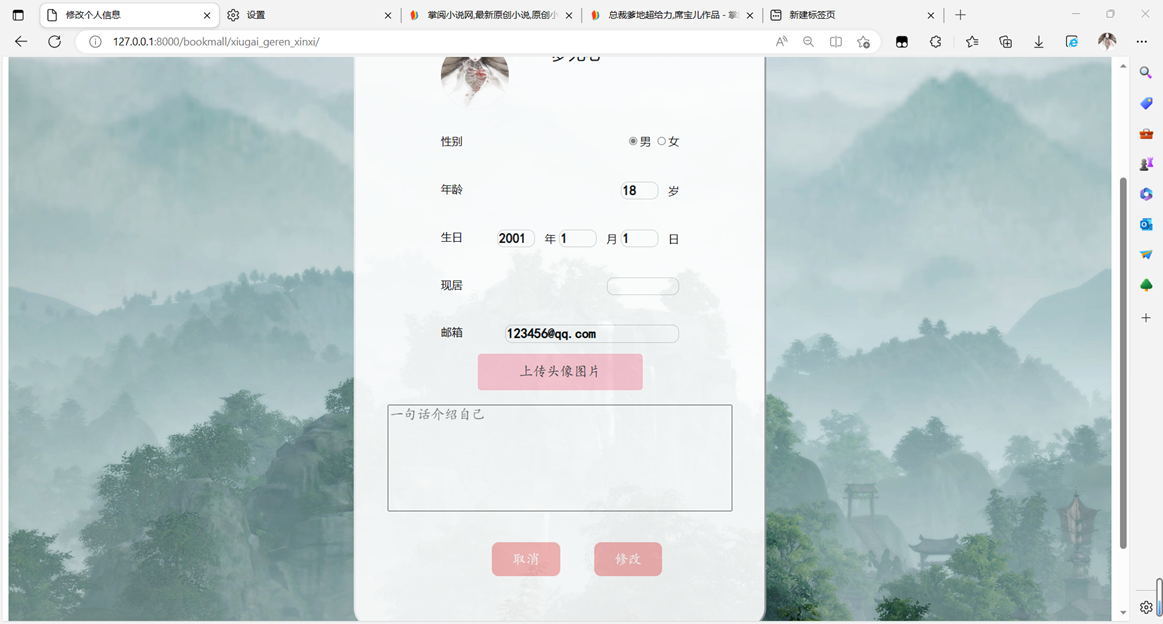 修改个人信息
设置
掌阅小说网,最新原创小说,原创小
总裁爹地超给力,席宝儿作品 - 掌
新建标签页
127.0.0.1:8000/bookmall/xiugai_geren_xinxi/
性别 男 女
年龄 18 岁
生日 2001 年 1 月 1 日
现居
邮箱 123456@qq.com
上传头像图片
一句话介绍自己
取消 修改